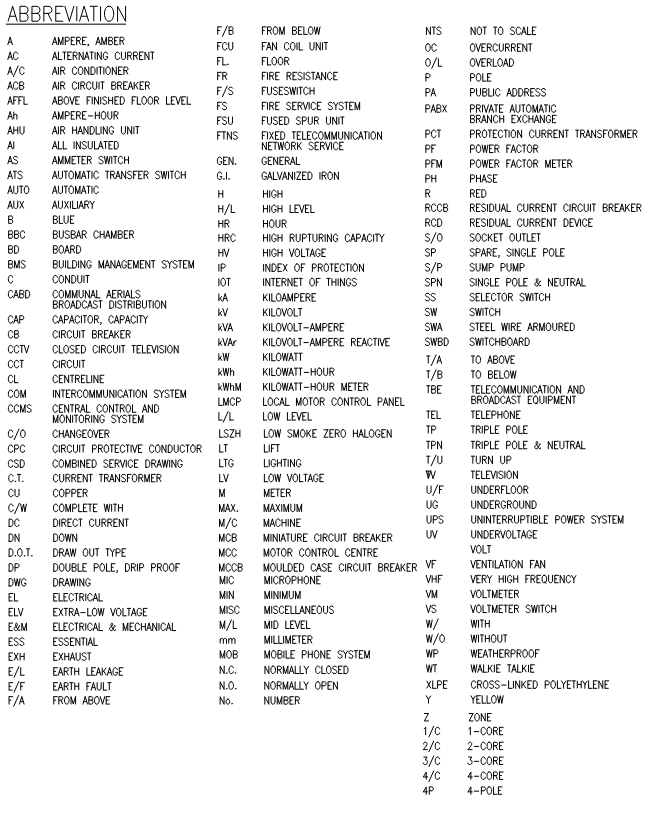 ABBREVIATION
A AMPERE, AMBER
AC ALTERNATING CURRENT
A/C AIR CONDITIONER
ACB AIR CIRCUIT BREAKER
AFFL ABOVE FINISHED FLOOR LEVEL
Ah AMPERE-HOUR
AHU AIR HANDLING UNIT
AI ALL INSULATED
AS AMMETER SWITCH
ATS AUTOMATIC TRANSFER SWITCH
AUTO AUTOMATIC
AUX AUXILIARY
B BLUE
BBC BUSBAR CHAMBER
BD BOARD
BMS BUILDING MANAGEMENT SYSTEM
C CONDUIT
CABD COMMUNAL AERIALS
BROADCAST DISTRIBUTION
CAP CAPACITOR, CAPACITY
CB CIRCUIT BREAKER
CCTV CLOSED CIRCUIT TELEVISION
CCT CIRCUIT
CL CENTRELINE
COM INTERCOMMUNICATION SYSTEM
CCMS CENTRAL CONTROL AND
MONITORING SYSTEM
C/O CHANGEOVER
CPC CIRCUIT PROTECTIVE CONDUCTOR
CSD COMBINED SERVICE DRAWING
C.T. CURRENT TRANSFORMER
CU COPPER
C/W COMPLETE WITH
DC DIRECT CURRENT
DN DOWN
D.O.T. DRAW OUT TYPE
DP DOUBLE POLE, DRIP PROOF
DWG DRAWING
EL ELECTRICAL
ELV EXTRA-LOW VOLTAGE
E&M ELECTRICAL & MECHANICAL
ESS ESSENTIAL
EXH EXHAUST
E/L EARTH LEAKAGE
E/F EARTH FAULT
F/A FROM ABOVE
F/B FROM BELOW
FCU FAN COIL UNIT
FL. FLOOR
FR FIRE RESISTANCE
F/S FUSESWITCH
FS FIRE SERVICE SYSTEM
FSU FUSED SPUR UNIT
FTNS FIXED TELECOMMUNICATION
NETWORK SERVICE
GEN. GENERAL
G.I. GALVANIZED IRON
H HIGH
H/L HIGH LEVEL
HR HOUR
HRC HIGH RUPTURING CAPACITY
HV HIGH VOLTAGE
IP INDEX OF PROTECTION
IOT INTERNET OF THINGS
kA KILOAMPERE
kV KILOVOLT
kVA KILOVOLT-AMPERE
kVAr KILOVOLT-AMPERE REACTIVE
kW KILOWATT
kWh KILOWATT-HOUR
kWhM KILOWATT-HOUR METER
LMCP LOCAL MOTOR CONTROL PANEL
L/L LOW LEVEL
LSZH LOW SMOKE ZERO HALOGEN
LT LIFT
LTG LIGHTING
LV LOW VOLTAGE
M METER
MAX. MAXIMUM
M/C MACHINE
MCB MINIATURE CIRCUIT BREAKER
MCC MOTOR CONTROL CENTRE
MCCB MOULDED CASE CIRCUIT BREAKER
MIC MICROPHONE
MIN MINIMUM
MISC MISCELLANEOUS
M/L MID LEVEL
mm MILLIMETER
MOB MOBILE PHONE SYSTEM
N.C. NORMALLY CLOSED
N.O. NORMALLY OPEN
No. NUMBER
NTS NOT TO SCALE
OC OVERCURRENT
O/L OVERLOAD
P POLE
PA PUBLIC ADDRESS
PABX PRIVATE AUTOMATIC
BRANCH EXCHANGE
PCT PROTECTION CURRENT TRANSFORMER
PF POWER FACTOR
PFM POWER FACTOR METER
PH PHASE
R RED
RCCB RESIDUAL CURRENT CIRCUIT BREAKER
RCD RESIDUAL CURRENT DEVICE
S/O SOCKET OUTLET
SP SPARE, SINGLE POLE
S/P SUMP PUMP
SPN SINGLE POLE & NEUTRAL
SS SELECTOR SWITCH
SW SWITCH
SWA STEEL WIRE ARMOURED
SWBD SWITCHBOARD
T/A TO ABOVE
T/B TO BELOW
TBE TELECOMMUNICATION AND
BROADCAST EQUIPMENT
TEL TELEPHONE
TP TRIPLE POLE
TPN TRIPLE POLE & NEUTRAL
T/U TURN UP
TELEVISION
U/F UNDERFLOOR
UG UNDERGROUND
UPS UNINTERRUPTIBLE POWER SYSTEM
UV UNDERVOLTAGE
VOLT
VF VENTILATION FAN
VHF VERY HIGH FREQUENCY
VM VOLTMETER
VS VOLTMETER SWITCH
W/ WITH
W/O WITHOUT
WP WEATHERPROOF
WT WALKIE TALKIE
XLPE CROSS-LINKED POLYETHYLENE
Y YELLOW
Z ZONE
1/C 1-CORE
2/C 2-CORE
3/C 3-CORE
4/C 4-CORE
4P 4-POLE